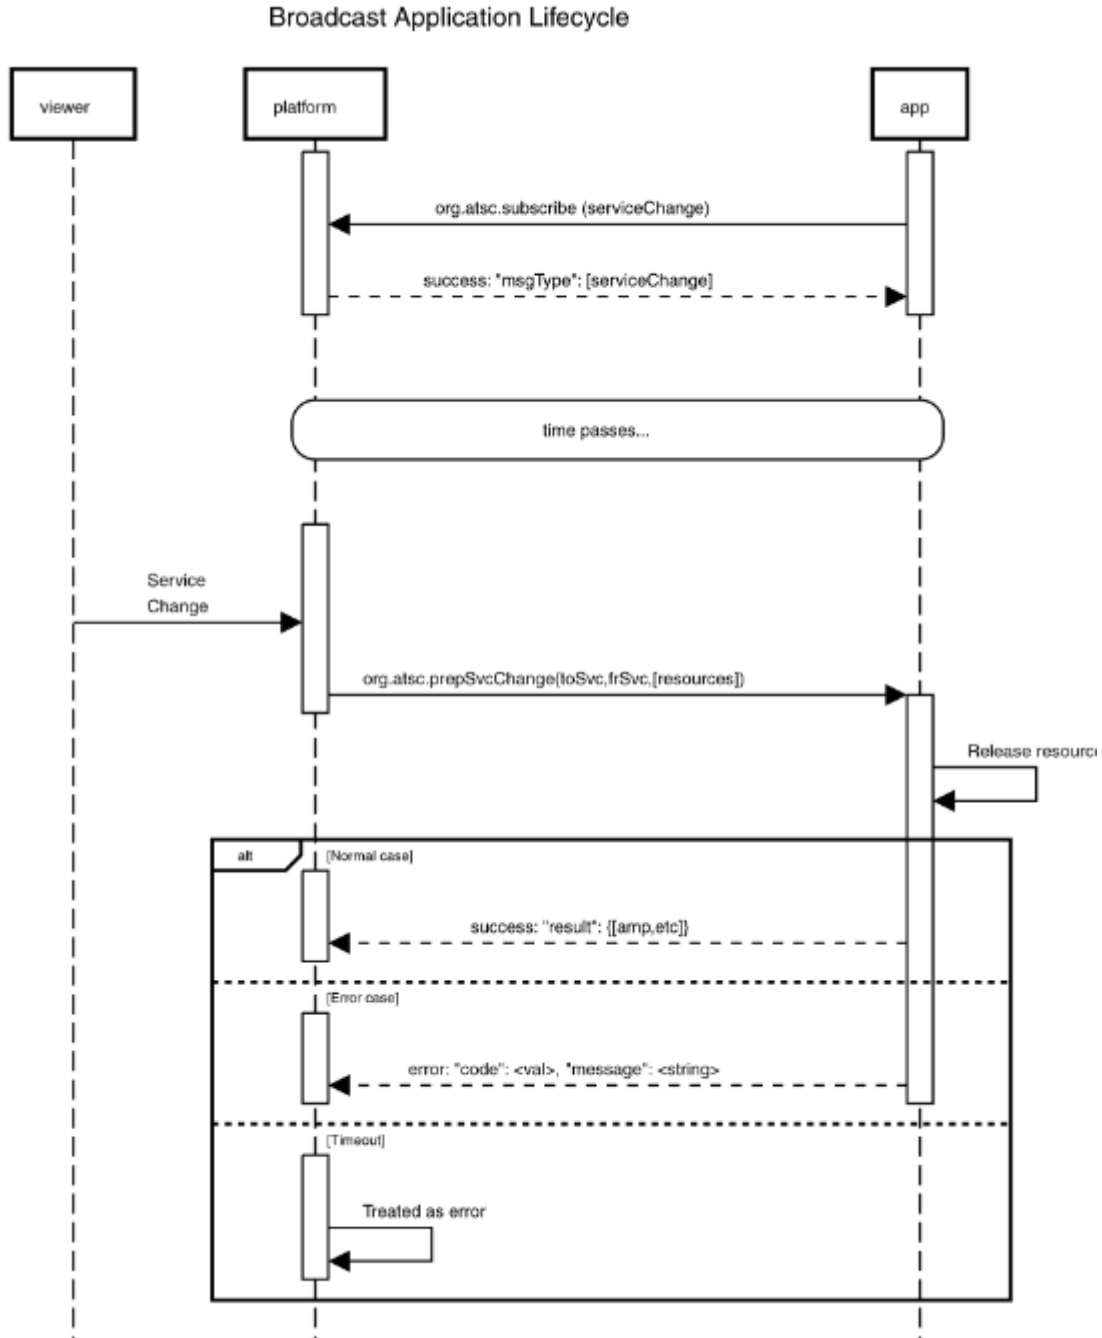 Broadcast Application Lifecycle
viewer
platform
app
org.atsc.subscribe (serviceChange)
success: "msgType": [serviceChange]
time passes...
Service
Change
org.atsc.prepSvcChange(toSvc,frSvc,[resources])
Release resource
alt
[Normal case]
success: "result": {[amp,etc]}
[Error case]
error: "code": <val>, "message": <string>
[Timeout]
Treated as error